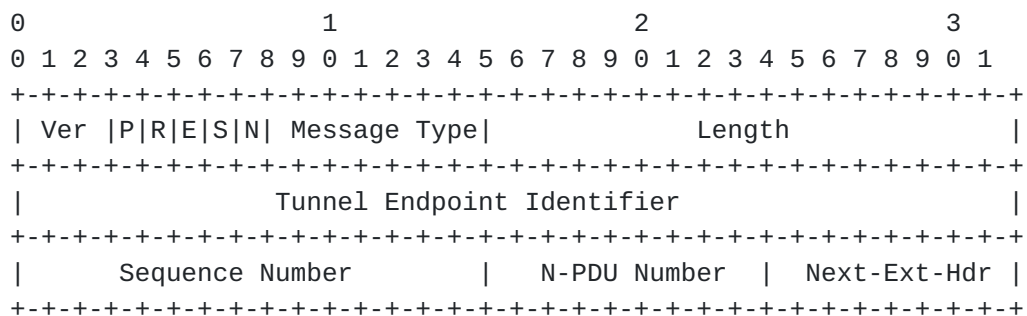 0                   1                   2                   3
0 1 2 3 4 5 6 7 8 9 0 1 2 3 4 5 6 7 8 9 0 1 2 3 4 5 6 7 8 9 0 1
+-+-+-+-+-+-+-+-+-+-+-+-+-+-+-+-+-+-+-+-+-+-+-+-+-+-+-+-+-+-+-+-+
| Ver |P|R|E|S|N| Message Type|             Length              |
+-+-+-+-+-+-+-+-+-+-+-+-+-+-+-+-+-+-+-+-+-+-+-+-+-+-+-+-+-+-+-+-+
|                Tunnel Endpoint Identifier                     |
+-+-+-+-+-+-+-+-+-+-+-+-+-+-+-+-+-+-+-+-+-+-+-+-+-+-+-+-+-+-+-+-+
|      Sequence Number        |   N-PDU Number  |  Next-Ext-Hdr |
+-+-+-+-+-+-+-+-+-+-+-+-+-+-+-+-+-+-+-+-+-+-+-+-+-+-+-+-+-+-+-+-+